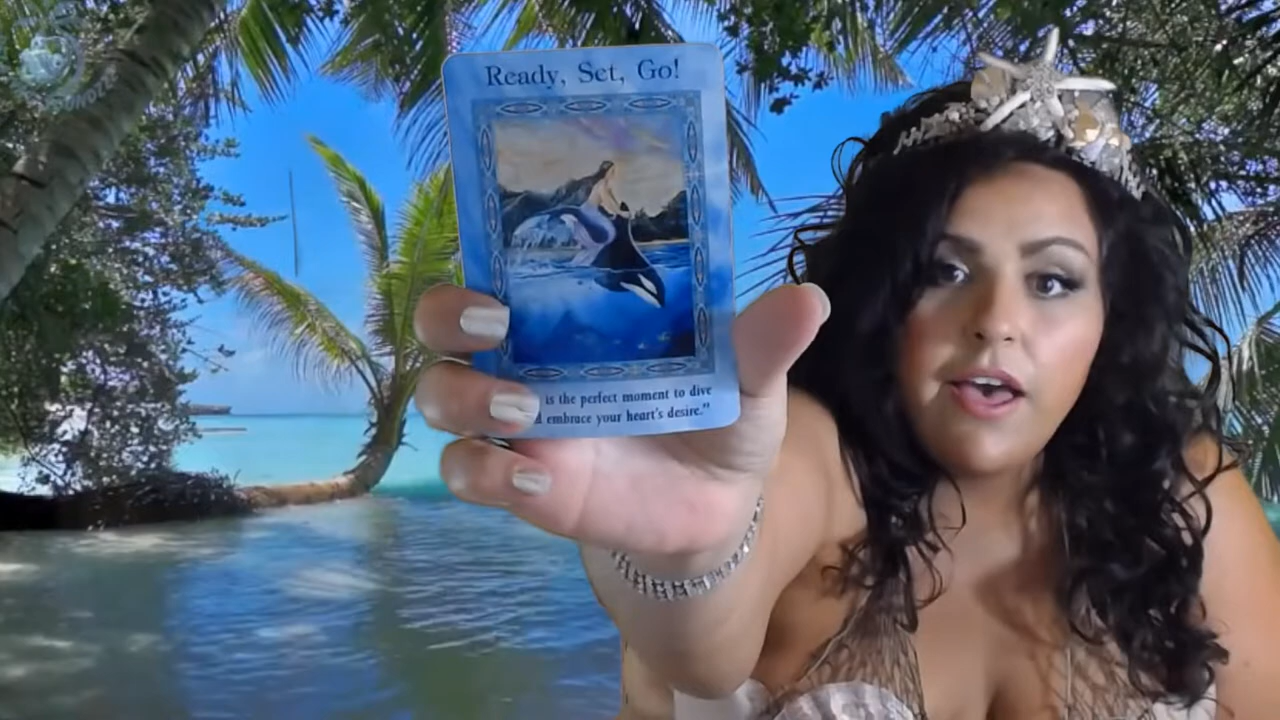 Ready, Set, Go!
is the perfect moment to dive
embrace your heart's desire."